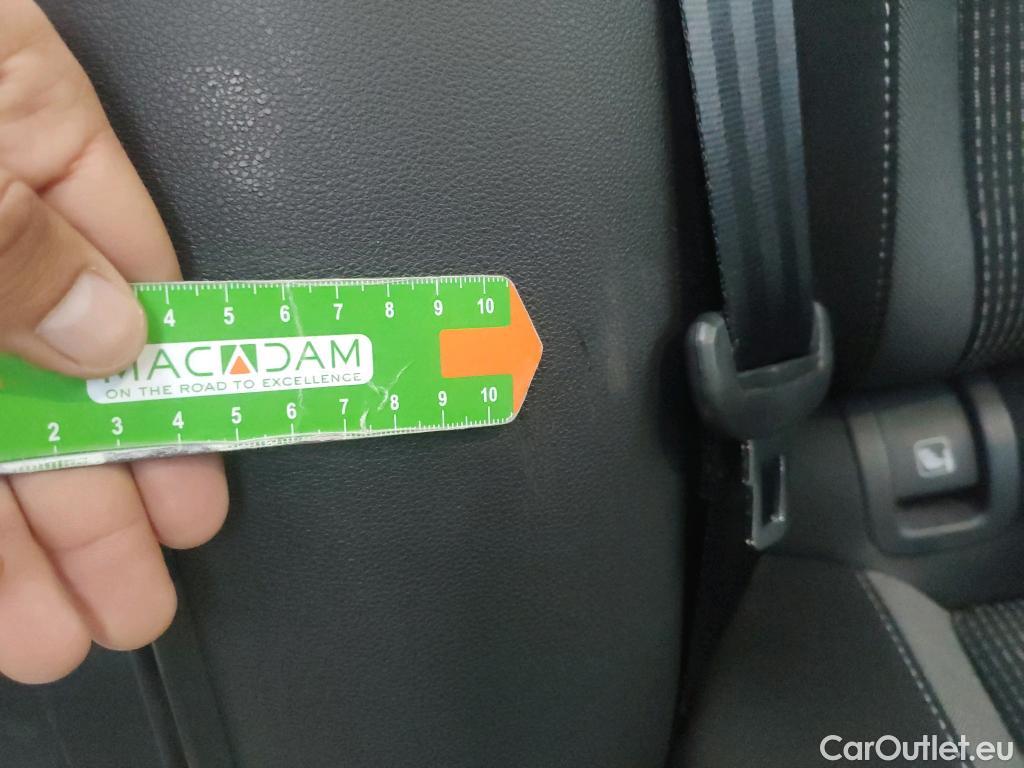 4 5 6 7 8 9 10
MACADAM
ON THE ROAD TO EXCELLENCE
2 3 4 5 6 7 8 9 10
CarOutlet.eu